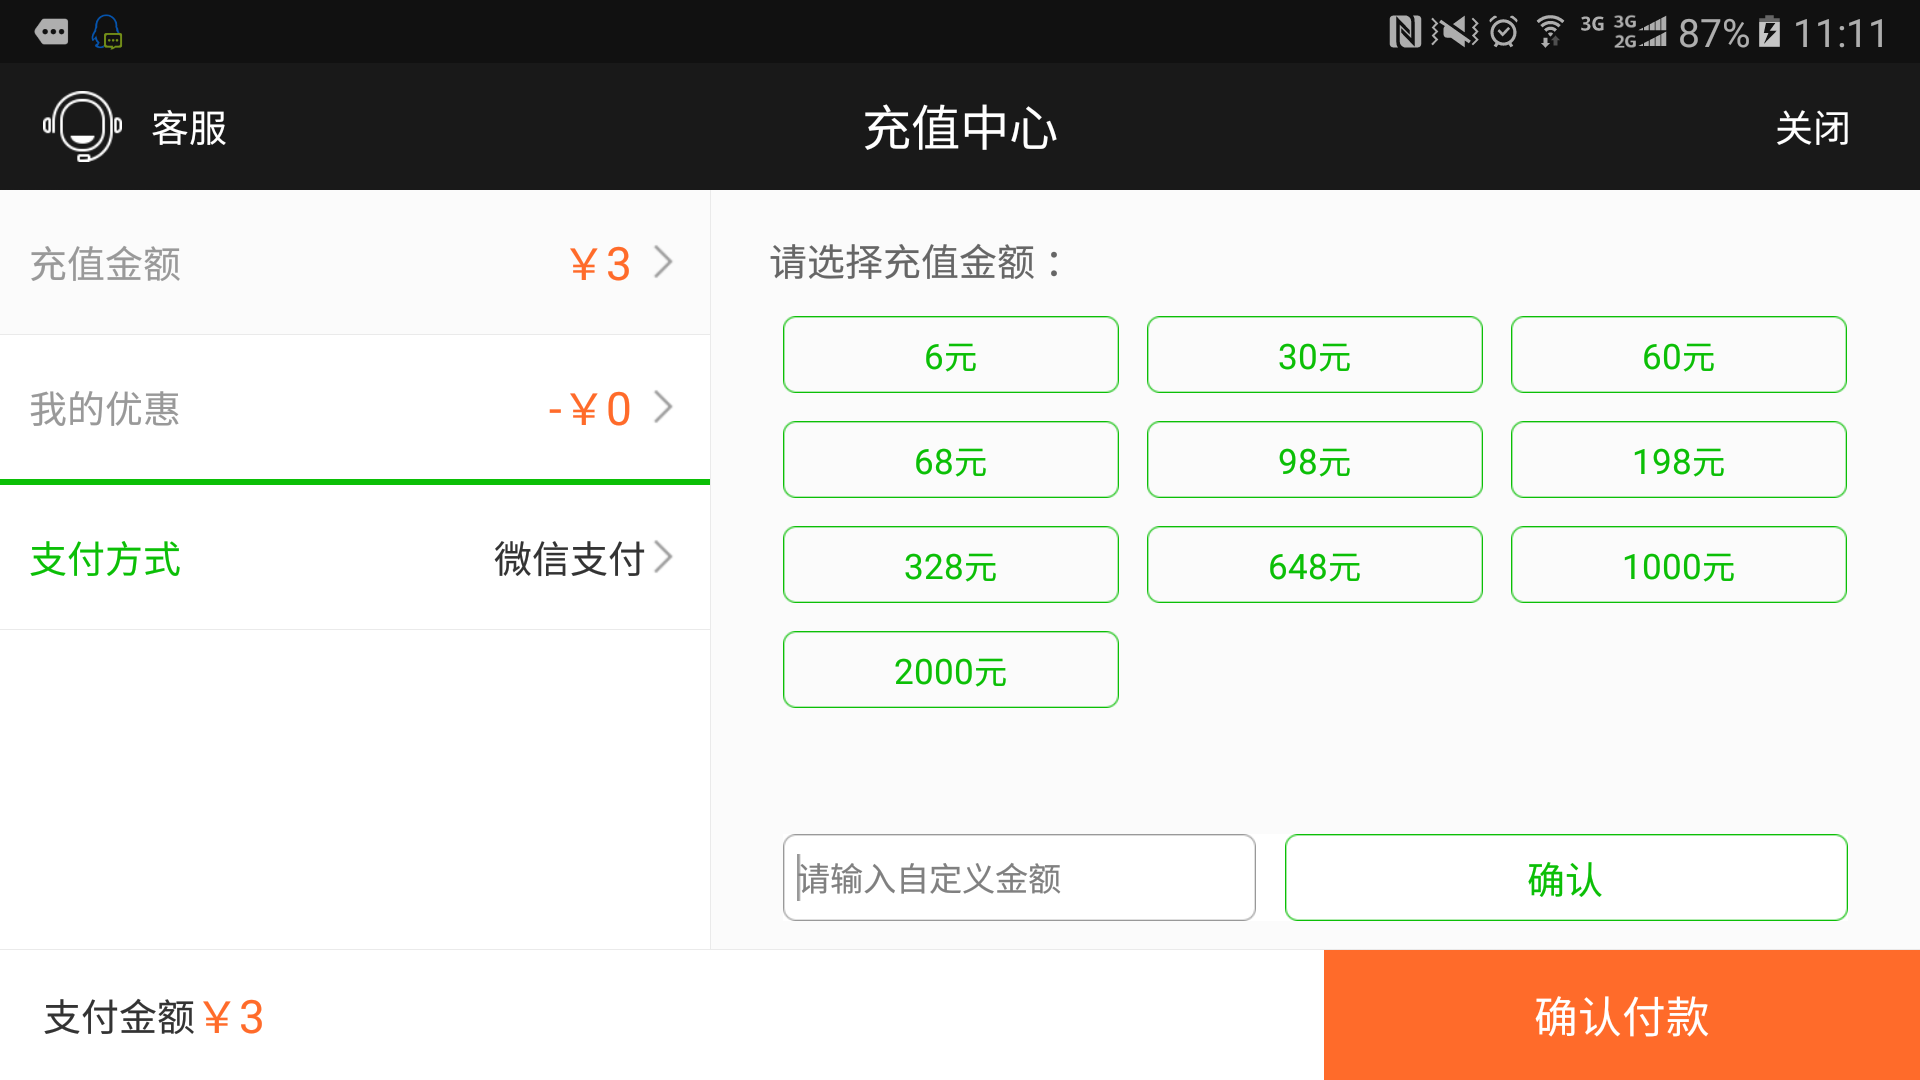 3G 3G 2G 87% 11:11
客服 充值中心 关闭
充值金额 ¥3
我的优惠 -¥0
支付方式 微信支付
请选择充值金额：
6元 30元 60元
68元 98元 198元
328元 648元 1000元
2000元
请输入自定义金额 确认
支付金额¥3 确认付款